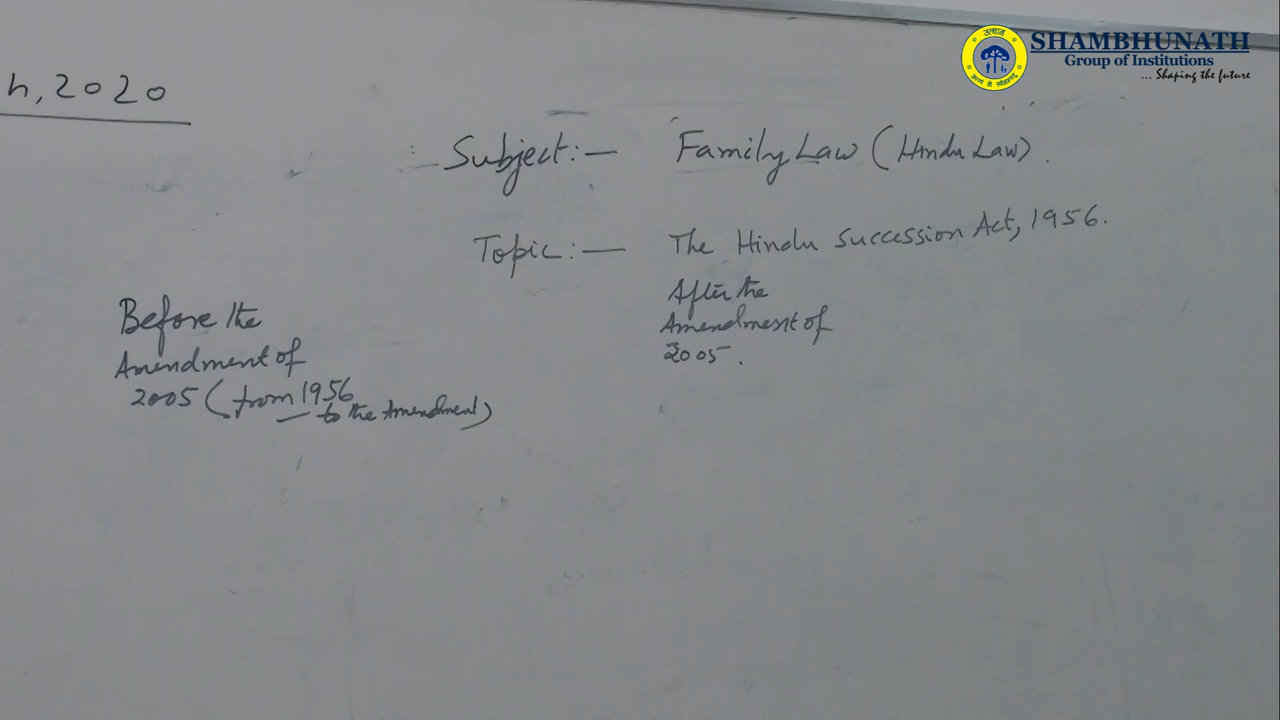 उत्थान
SHAMBHUNATH
Group of Institutions
... Shaping the future
h, 2020
Subject:- Family Law (Hindu Law).
Topic:- The Hindu Succession Act, 1956.
Before the
Amendment of
2005 (from 1956
— to the Amendment)
After the
Amendment of
2005.